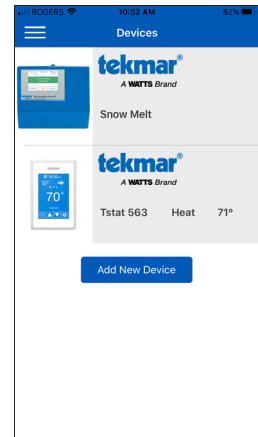 ROGERS 10:52 AM 82%
Devices
tekmar®
A WATTS Brand
Snow Melt
tekmar®
A WATTS Brand
tekmar
70°
Tstat 563 Heat 71°
Add New Device